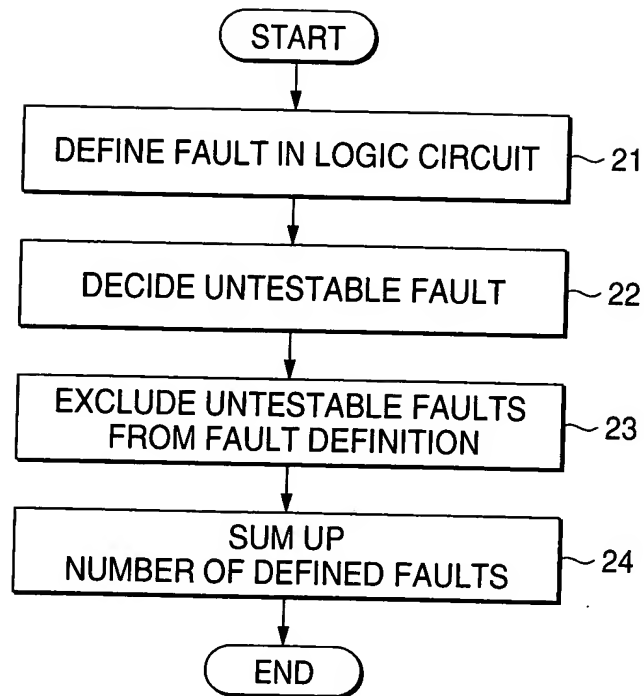 START
DEFINE FAULT IN LOGIC CIRCUIT
21
DECIDE UNTESTABLE FAULT
22
EXCLUDE UNTESTABLE FAULTS
FROM FAULT DEFINITION
23
SUM UP
NUMBER OF DEFINED FAULTS
24
END